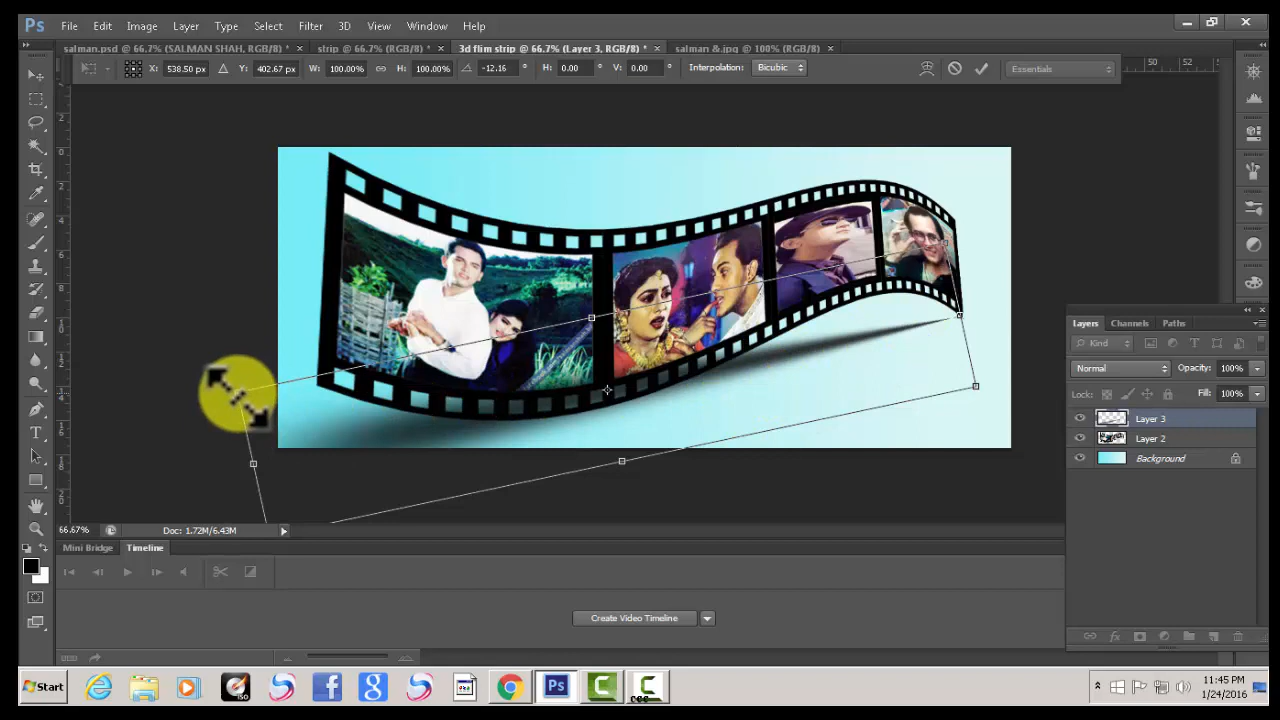 Ps File Edit Image Layer Type Select Filter 3D View Window Help
salman.psd @ 66.7% (SALMAN SHAH, RGB/8) * × strip @ 66.7% (RGB/8) * × 3d flim strip @ 66.7% (Layer 3, RGB/8) * × salman &.jpg @ 100% (RGB/8) ×
X: 538.50 px Y: 402.67 px W: 100.00% H: 100.00% -12.16 ° H: 0.00 ° V: 0.00 ° Interpolation: Bicubic Essentials
50 52
Layers Channels Paths
Kind
Normal Opacity: 100%
Lock: Fill: 100%
Layer 3
Layer 2
Background
66.67% Doc: 1.72M/6.43M
Mini Bridge Timeline
Create Video Timeline
Start Ps 11:45 PM
1/24/2016